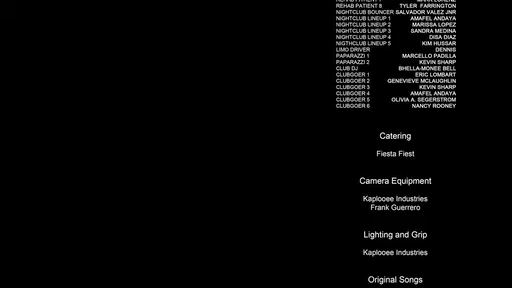 REHAB PATIENT 8 TYLER FARRINGTON
NIGHTCLUB BOUNCER SALVADOR VALEZ JNR
NIGHTCLUB LINEUP 1 AMAFEL ANDAYA
NIGHTCLUB LINEUP 2 MARISSA LOPEZ
NIGHTCLUB LINEUP 3 SANDRA MEDINA
NIGHTCLUB LINEUP 4 DISA DIAZ
NIGTHCLUB LINEUP 5 KIM HUSSAR
LIMO DRIVER DENNIS
PAPARAZZI 1 MARCELLO PADILLA
PAPARAZZI 2 KEVIN SHARP
CLUB DJ BHELLA-MONEE BELL
CLUBGOER 1 ERIC LOMBART
CLUBGOER 2 GENEVIEVE MCLAUGHLIN
CLUBGOER 3 KEVIN SHARP
CLUBGOER 4 AMAFEL ANDAYA
CLUBGOER 5 OLIVIA A. SEGERSTROM
CLUBGOER 6 NANCY ROONEY
Catering
Fiesta Fiest
Camera Equipment
Kaplooee Industries
Frank Guerrero
Lighting and Grip
Kaplooee Industries
Original Songs